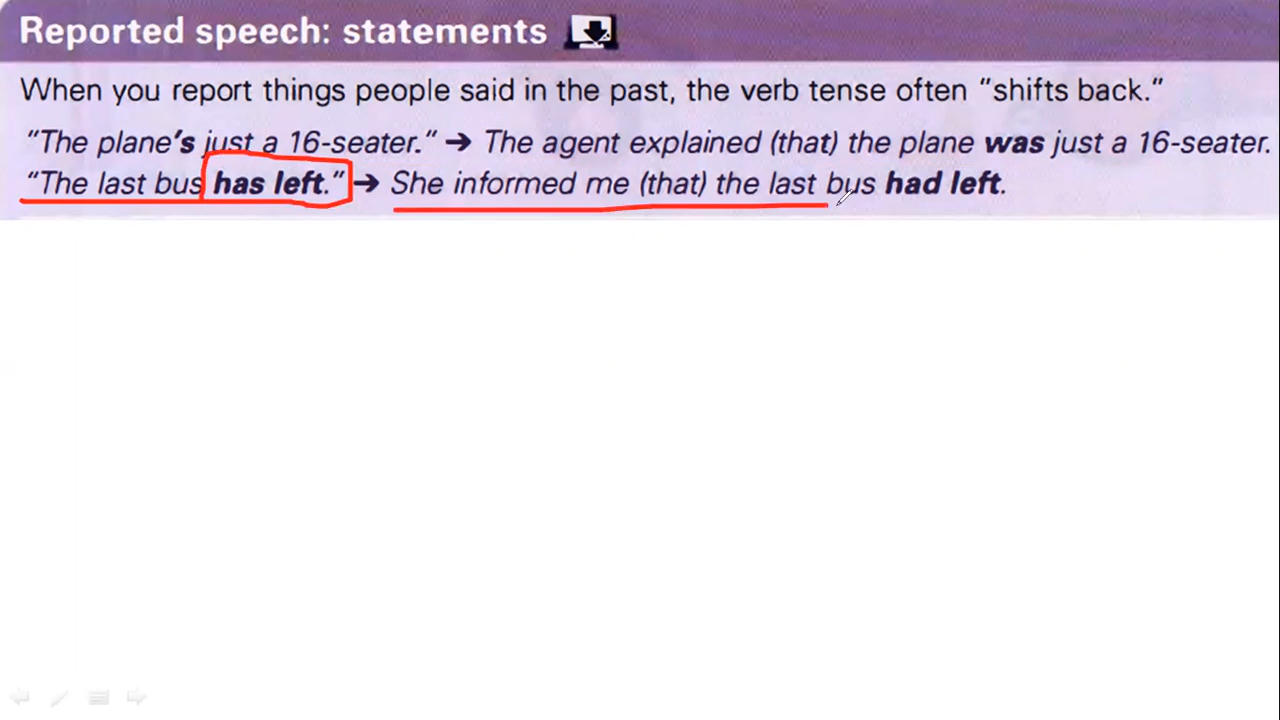 Reported speech: statements
When you report things people said in the past, the verb tense often “shifts back.”
“The plane’s just a 16-seater.” ➔ The agent explained (that) the plane was just a 16-seater.
“The last bus has left.” ➔ She informed me (that) the last bus had left.